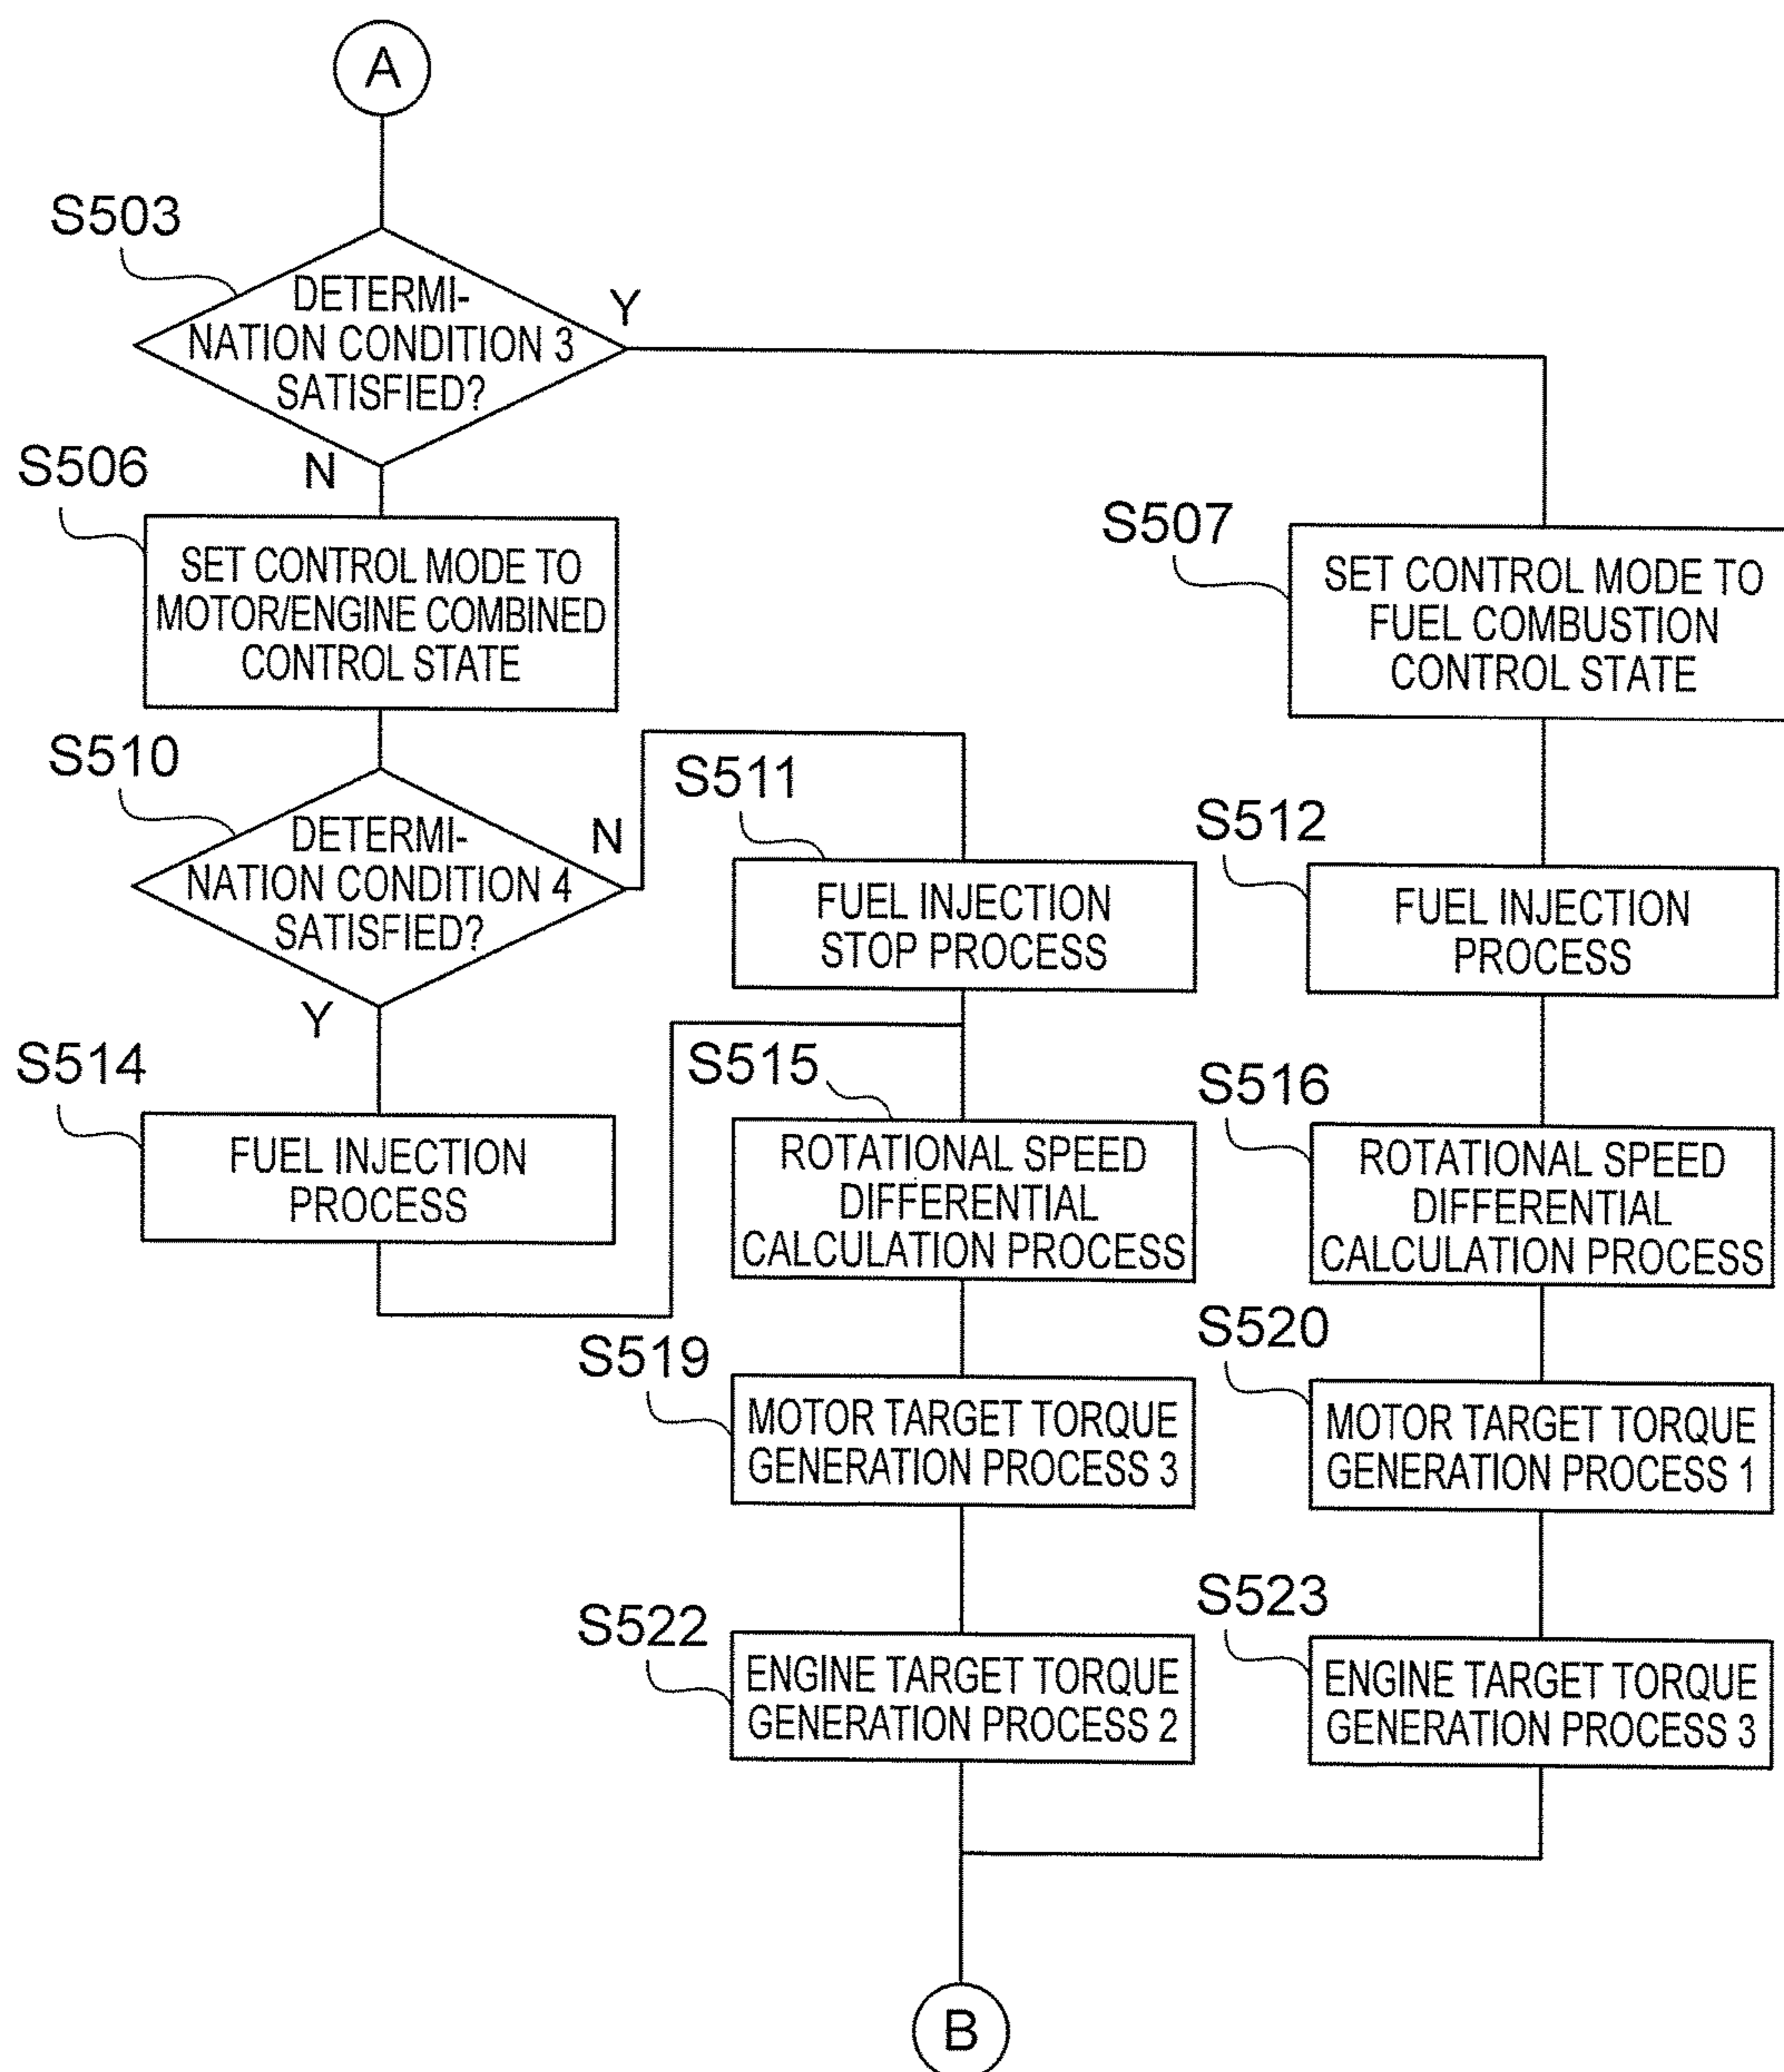 A
S503
DETERMI-
NATION CONDITION 3
SATISFIED?
Y
N
S506
SET CONTROL MODE TO
MOTOR/ENGINE COMBINED
CONTROL STATE
S507
SET CONTROL MODE TO
FUEL COMBUSTION
CONTROL STATE
S510
DETERMI-
NATION CONDITION 4
SATISFIED?
N
Y
S511
FUEL INJECTION
STOP PROCESS
S512
FUEL INJECTION
PROCESS
S514
FUEL INJECTION
PROCESS
S515
ROTATIONAL SPEED
DIFFERENTIAL
CALCULATION PROCESS
S516
ROTATIONAL SPEED
DIFFERENTIAL
CALCULATION PROCESS
S519
MOTOR TARGET TORQUE
GENERATION PROCESS 3
S520
MOTOR TARGET TORQUE
GENERATION PROCESS 1
S522
ENGINE TARGET TORQUE
GENERATION PROCESS 2
S523
ENGINE TARGET TORQUE
GENERATION PROCESS 3
B